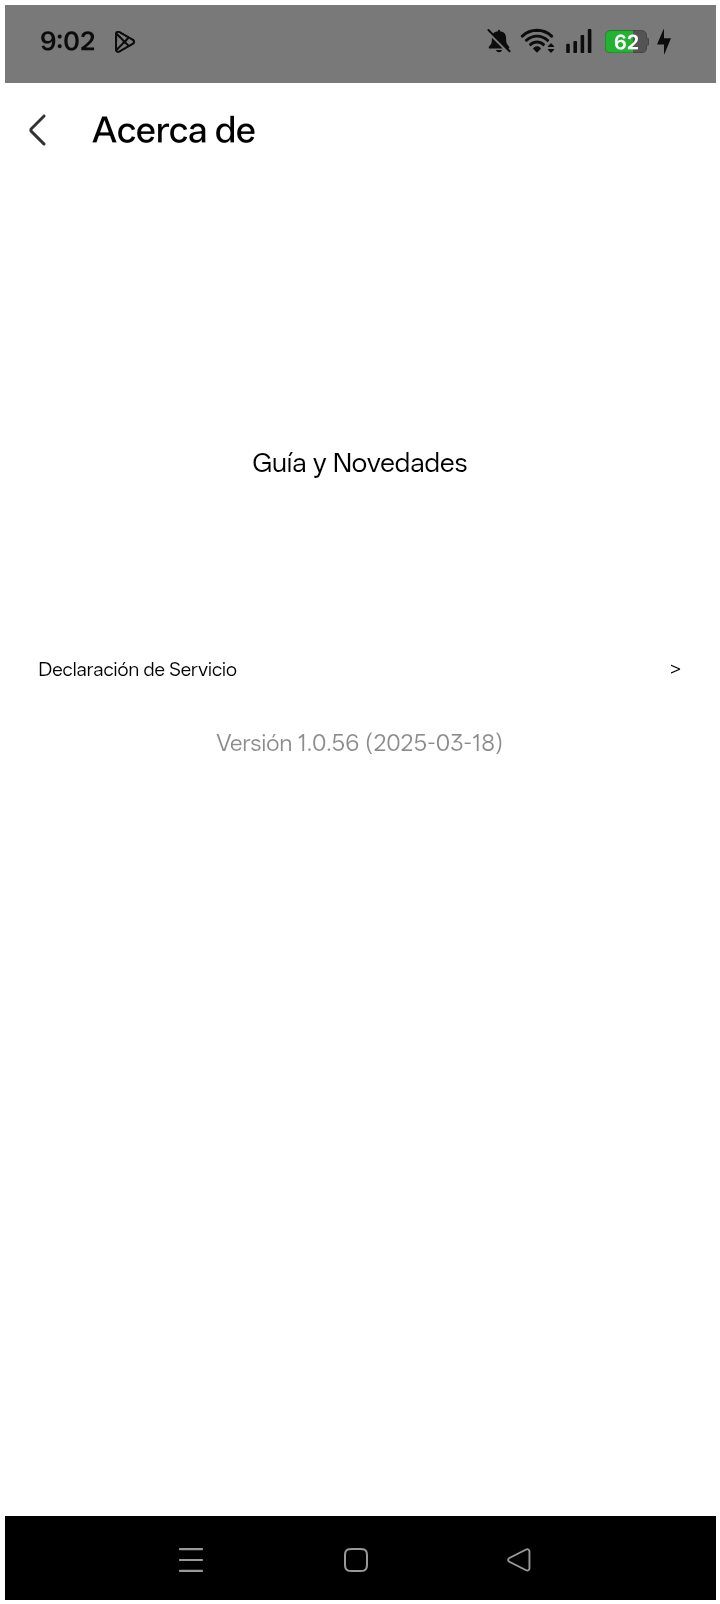 9:02
62
Acerca de
Guía y Novedades
Declaración de Servicio >
Versión 1.0.56 (2025-03-18)